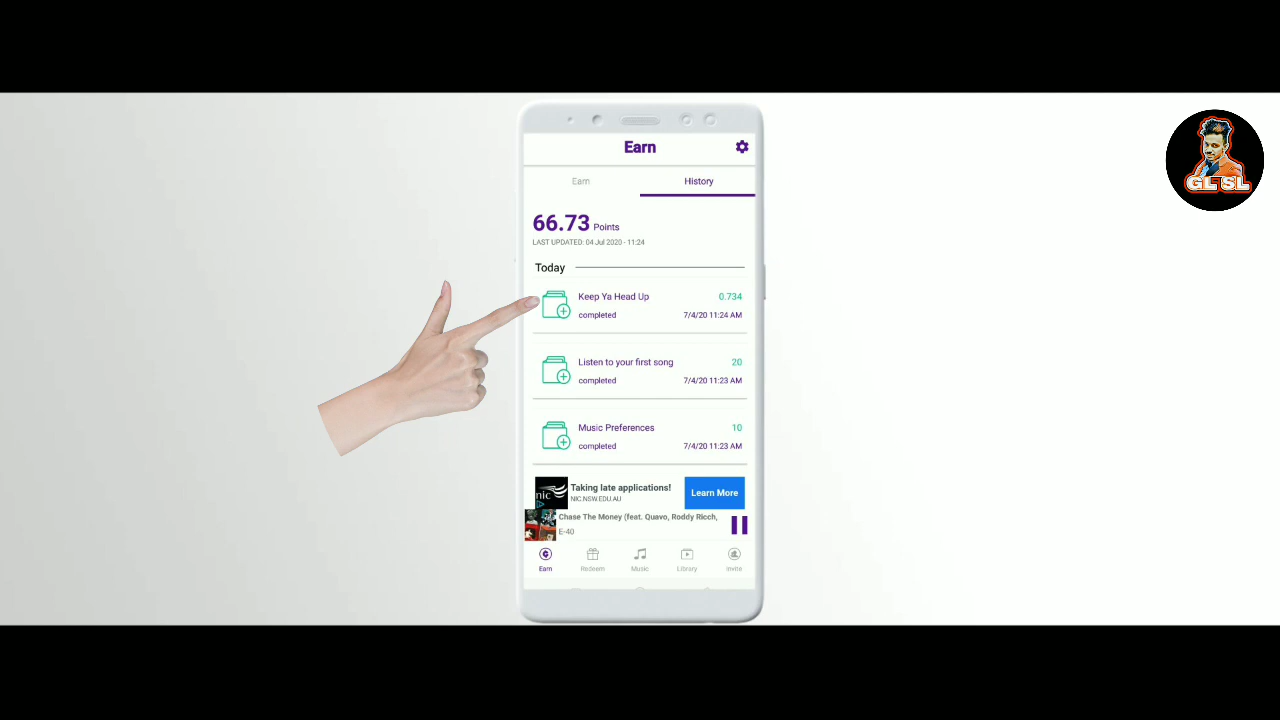 Earn
Earn
History
66.73 Points
LAST UPDATED: 04 Jul 2020 - 11:24
Today
Keep Ya Head Up
0.734
completed
7/4/20 11:24 AM
Listen to your first song
20
completed
7/4/20 11:23 AM
Music Preferences
10
completed
7/4/20 11:23 AM
nic
Taking late applications!
NIC.NSW.EDU.AU
Learn More
Chase The Money (feat. Quavo, Roddy Ricch,
E-40
Earn
Redeem
Music
Library
Invite
GL SL